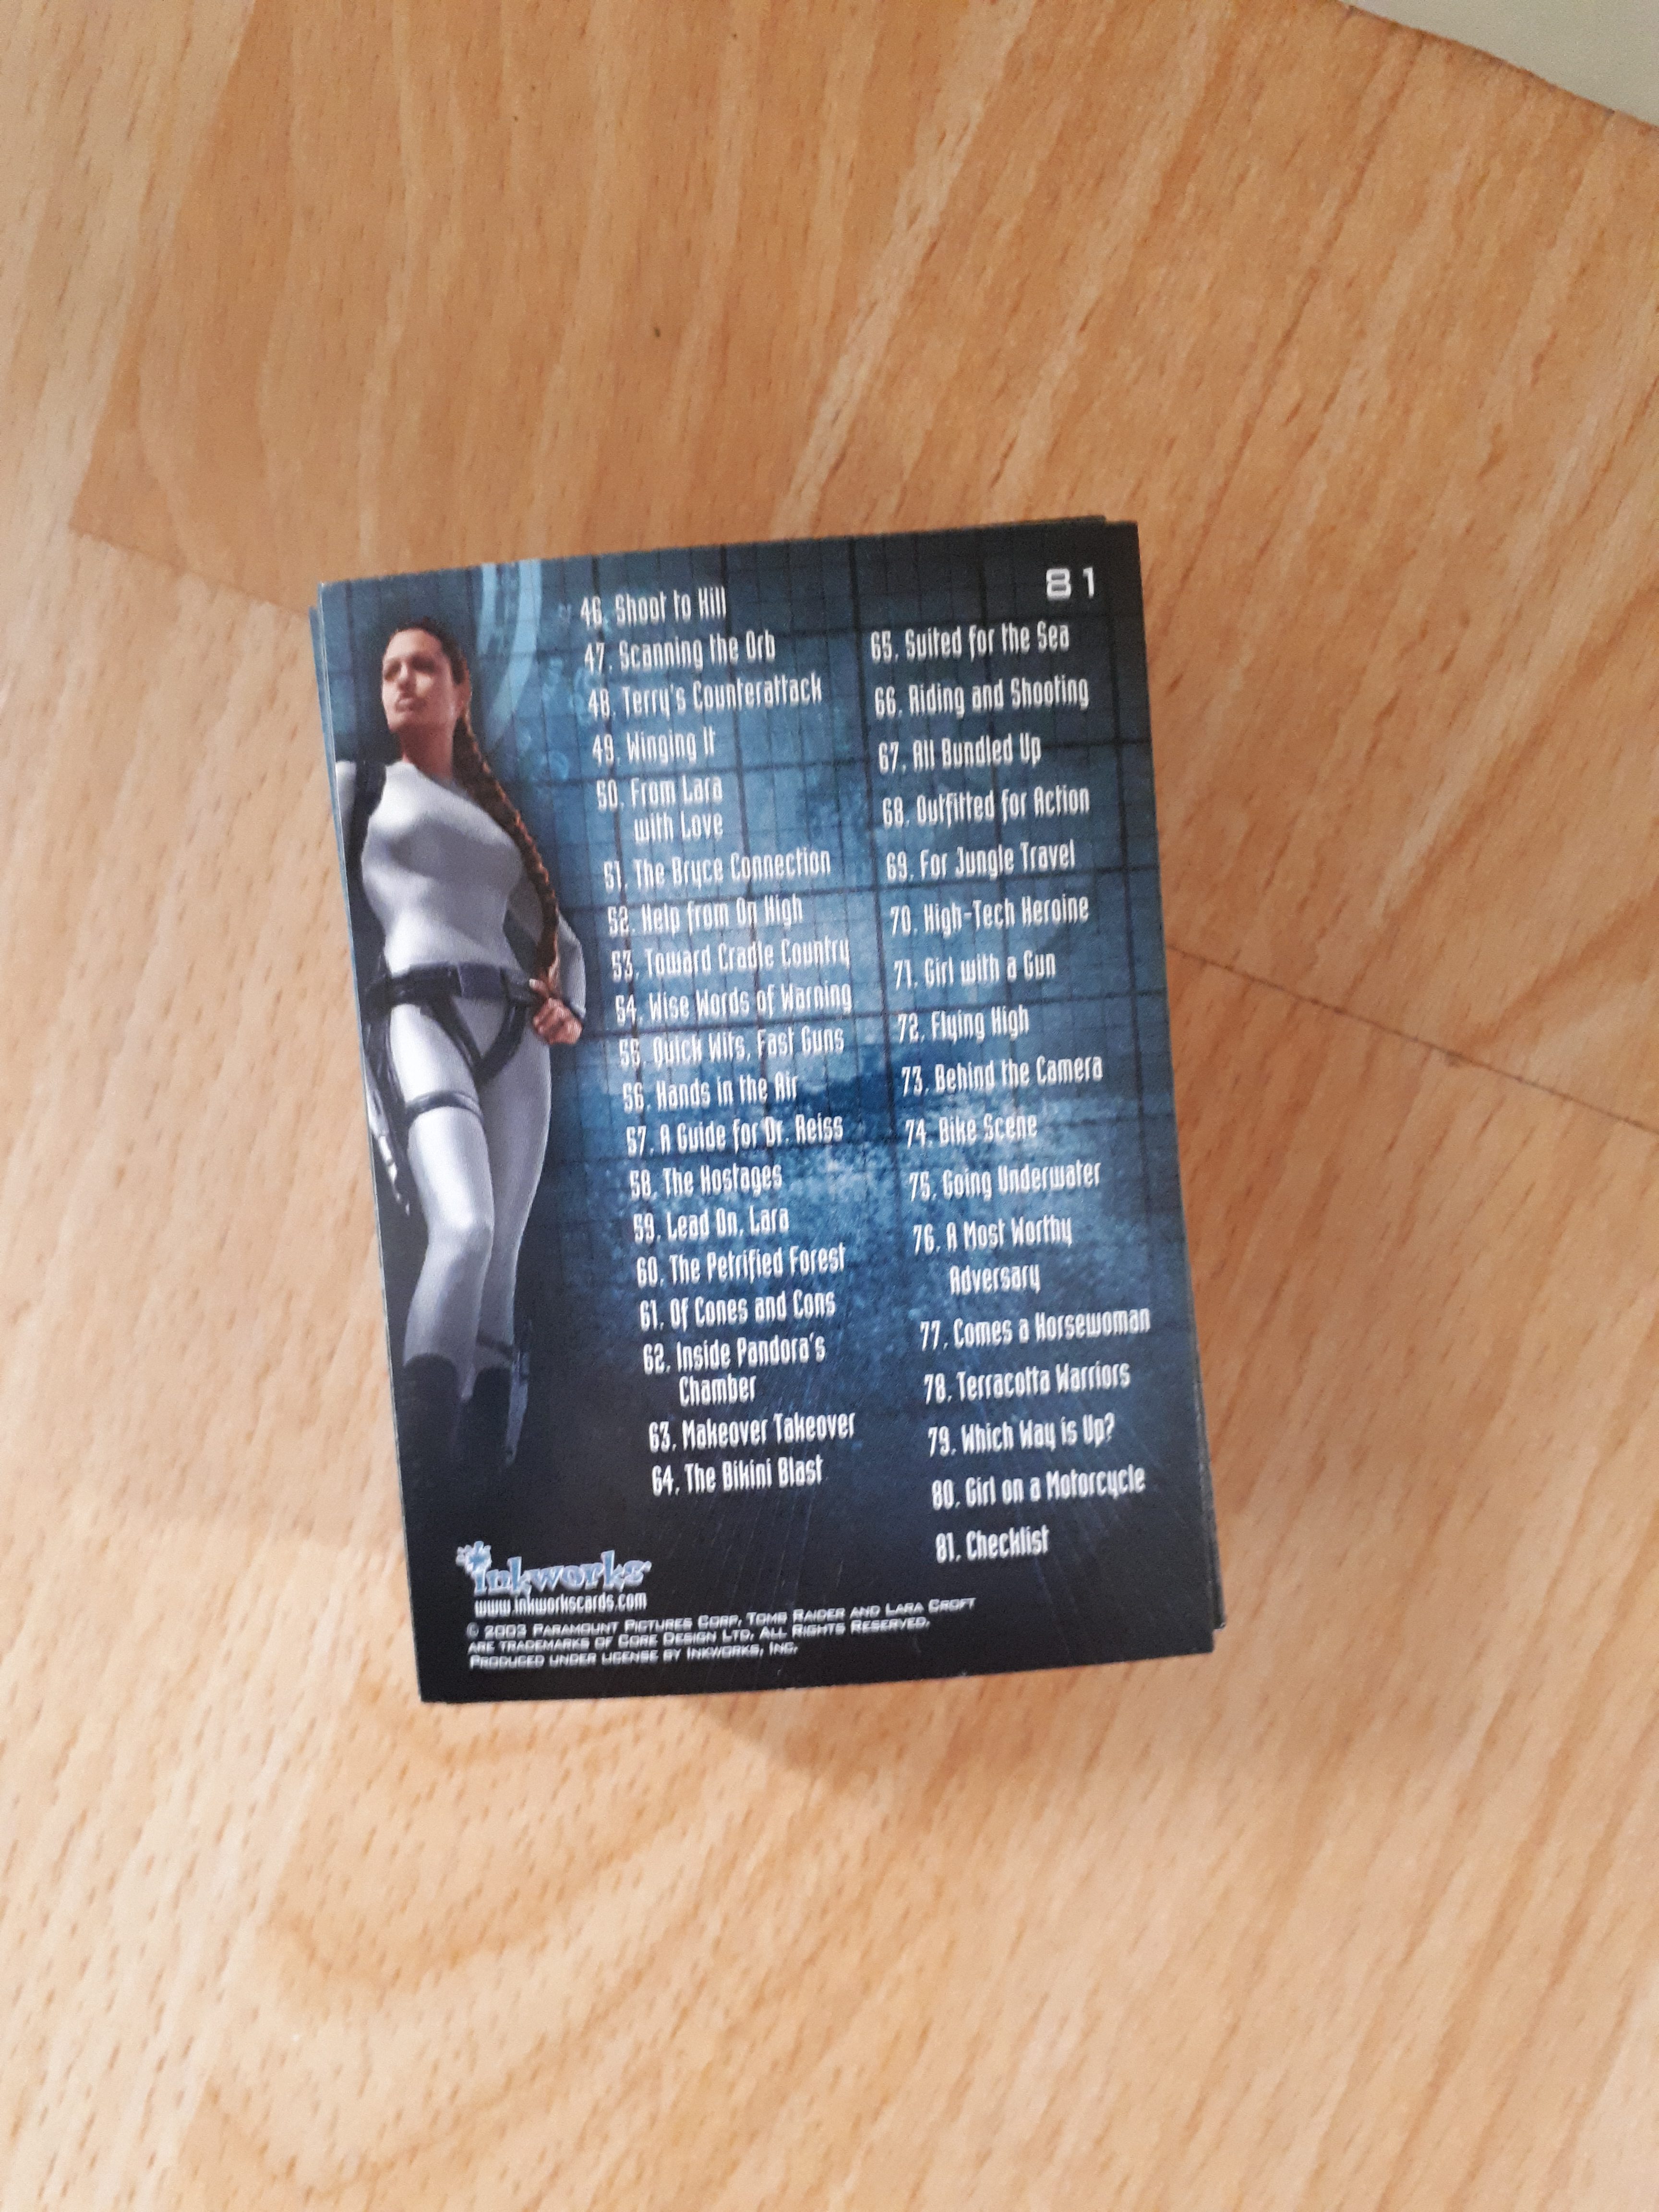 81
46. Shoot to Kill
47. Scanning the Orb
48. Terry's Counterattack
49. Winging It
50. From Lara
with Love
51. The Bryce Connection
52. Help from On High
53. Toward Cradle Country
54. Wise Words of Warning
55. Quick Wits, Fast Guns
56. Hands in the Air
57. A Guide for Dr. Reiss
58. The Hostages
59. Lead On, Lara
60. The Petrified Forest
61. Of Cones and Cons
62. Inside Pandora's
Chamber
63. Makeover Takeover
64. The Bikini Blast
65. Suited for the Sea
66. Riding and Shooting
67. All Bundled Up
68. Outfitted for Action
69. For Jungle Travel
70. High-Tech Heroine
71. Girl with a Gun
72. Flying High
73. Behind the Camera
74. Bike Scene
75. Going Underwater
76. A Most Worthy
Adversary
77. Comes a Horsewoman
78. Terracotta Warriors
79. Which Way is Up?
80. Girl on a Motorcycle
81. Checklist
inkworks
www.inkworkscards.com
© 2003 Paramount Pictures Corp. Tomb Raider and Lara Croft
are trademarks of Core Design Ltd. All Rights Reserved.
Produced under license by Inkworks, Inc.